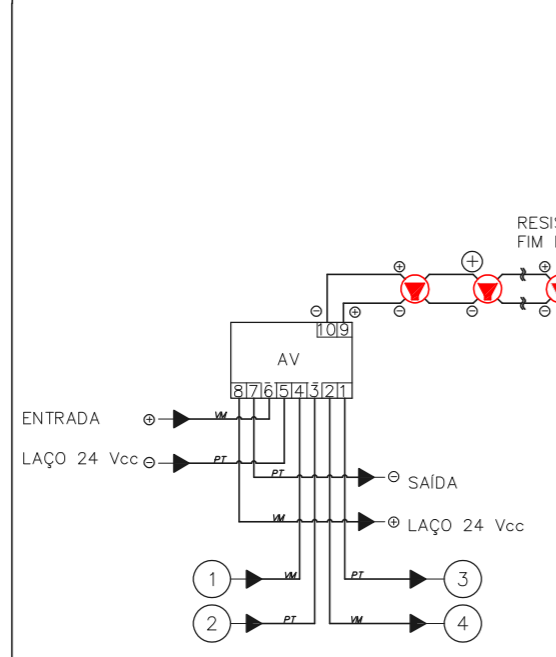 RESIS
FIM
⊕ ⊕ ⊕
⊖ ⊕ ⊖ ⊖ ⊖
10 9
AV
8 7 6 5 4 3 2 1
ENTRADA ⊕ VM
LAÇO 24 Vcc ⊖ PT
PT ⊖ SAÍDA
VM ⊕ LAÇO 24 Vcc
1 VM PT 3
2 PT VM 4